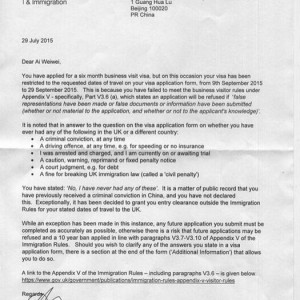 I & Immigration
1 Guang Hua Lu
Beijing 100020
PR China
29 July 2015
Dear Ai Weiwei,
You have applied for a six month business visit visa, but on this occasion your visa has been
restricted to the requested dates of travel on your visa application form, from 9th September 2015
to 29 September 2015. This is because you have failed to meet the business visitor rules under
Appendix V - specifically, Part V3.6 (a), which states an application will be refused if 'false
representations have been made or false documents or information have been submitted
(whether or not material to the application, and whether or not to the applicant's knowledge)'.
It is noted that in answer to the question on the visa application form on whether you have
ever had any of the following in the UK or a different country:
• A criminal conviction, at any time
• A driving offence, at any time, e.g. for speeding or no insurance
• I was arrested and charged, and I am currently on or awaiting trial
• A caution, warning, reprimand or fixed penalty notice
• A court judgment, e.g. for debt
• A fine for breaking UK immigration law (called a 'civil penalty')
You have stated: 'No, I have never had any of these'. It is a matter of public record that you
have previously received a criminal conviction in China, and you have not declared
this. Exceptionally, it has been decided to grant you entry clearance outside the Immigration
Rules for your stated dates of travel to the UK.
While an exception has been made in this instance, any future application you submit must be
completed as accurately as possible, otherwise there is a risk that future applications may be
refused and a 10 year ban applied in line with paragraphs V3.7-V3.10 of Appendix V of the
Immigration Rules. Should you wish to clarify any of the answers you state in a visa
application form, there is a section at the end of the form ('Additional Information') that allows
you to do so.
A link to the Appendix V of the Immigration Rules – including paragraphs V3.6 – is given below
https://www.gov.uk/government/publications/immigration-rules-appendix-v-visitor-rules
Regards,